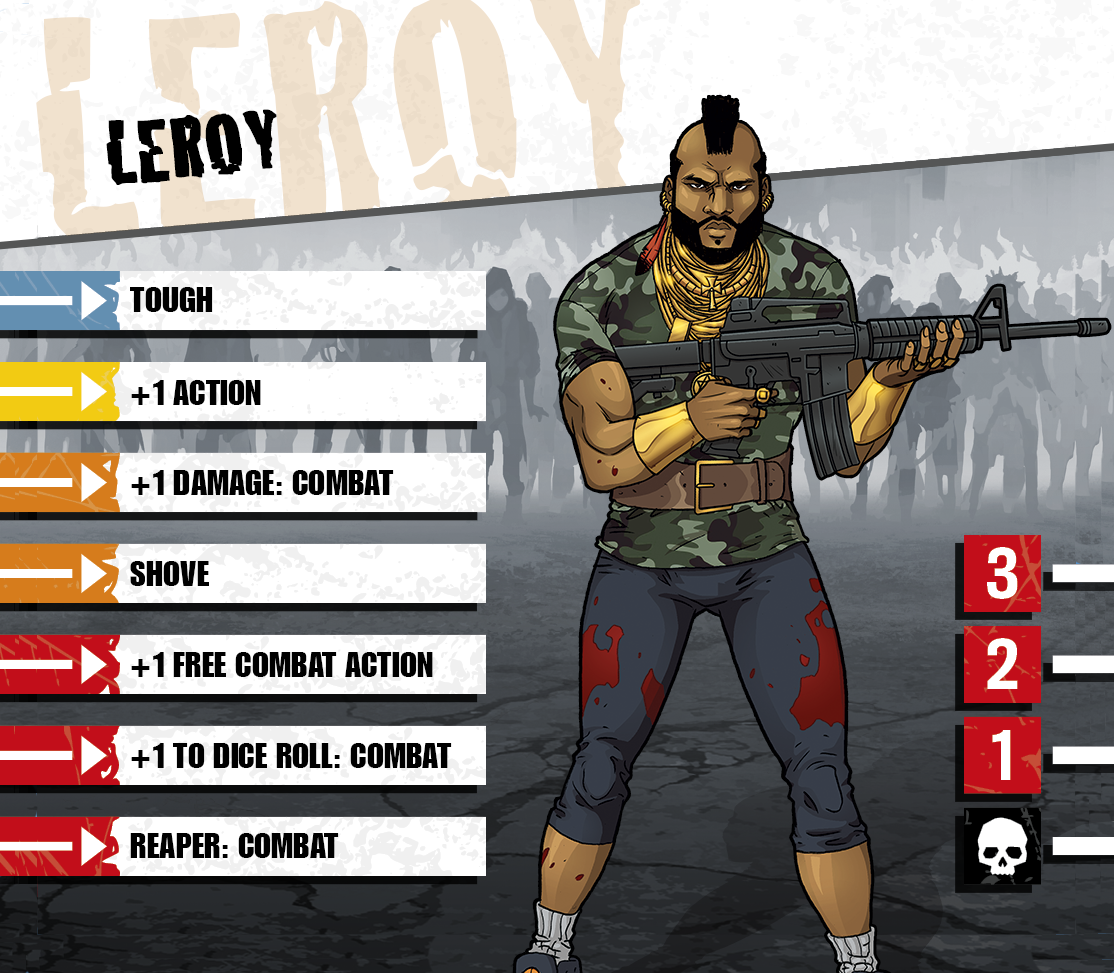 LEROY
LEROY
TOUGH
+1 ACTION
+1 DAMAGE: COMBAT
SHOVE
+1 FREE COMBAT ACTION
+1 TO DICE ROLL: COMBAT
REAPER: COMBAT
3
2
1